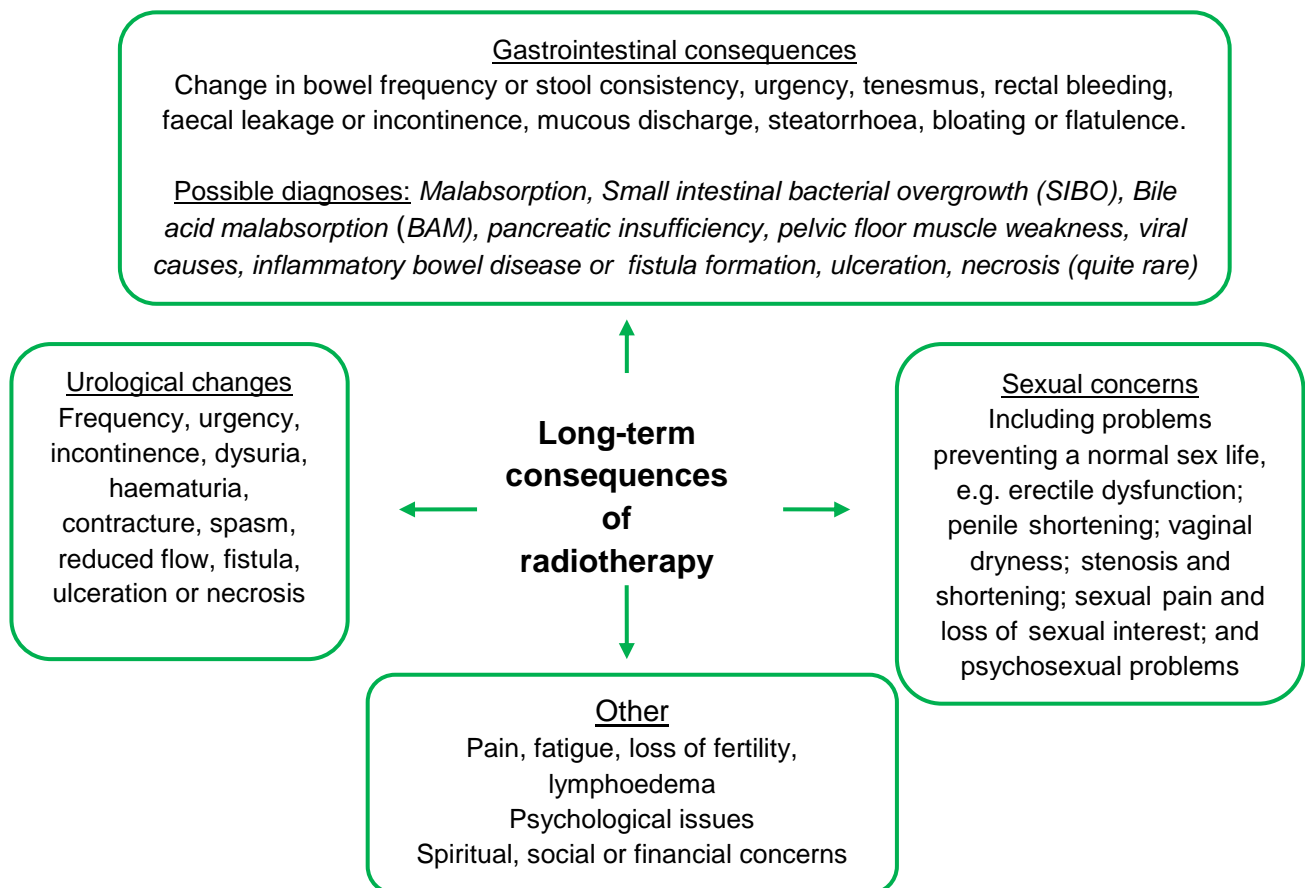 Gastrointestinal consequences
Change in bowel frequency or stool consistency, urgency, tenesmus, rectal bleeding,
faecal leakage or incontinence, mucous discharge, steatorrhoea, bloating or flatulence.
Possible diagnoses: Malabsorption, Small intestinal bacterial overgrowth (SIBO), Bile
acid malabsorption (BAM), pancreatic insufficiency, pelvic floor muscle weakness, viral
causes, inflammatory bowel disease or fistula formation, ulceration, necrosis (quite rare)
Urological changes
Frequency, urgency,
incontinence, dysuria,
haematuria,
contracture, spasm,
reduced flow, fistula,
ulceration or necrosis
Long-term
consequences
of
radiotherapy
Sexual concerns
Including problems
preventing a normal sex life,
e.g. erectile dysfunction;
penile shortening; vaginal
dryness; stenosis and
shortening; sexual pain and
loss of sexual interest; and
psychosexual problems
Other
Pain, fatigue, loss of fertility,
lymphoedema
Psychological issues
Spiritual, social or financial concerns